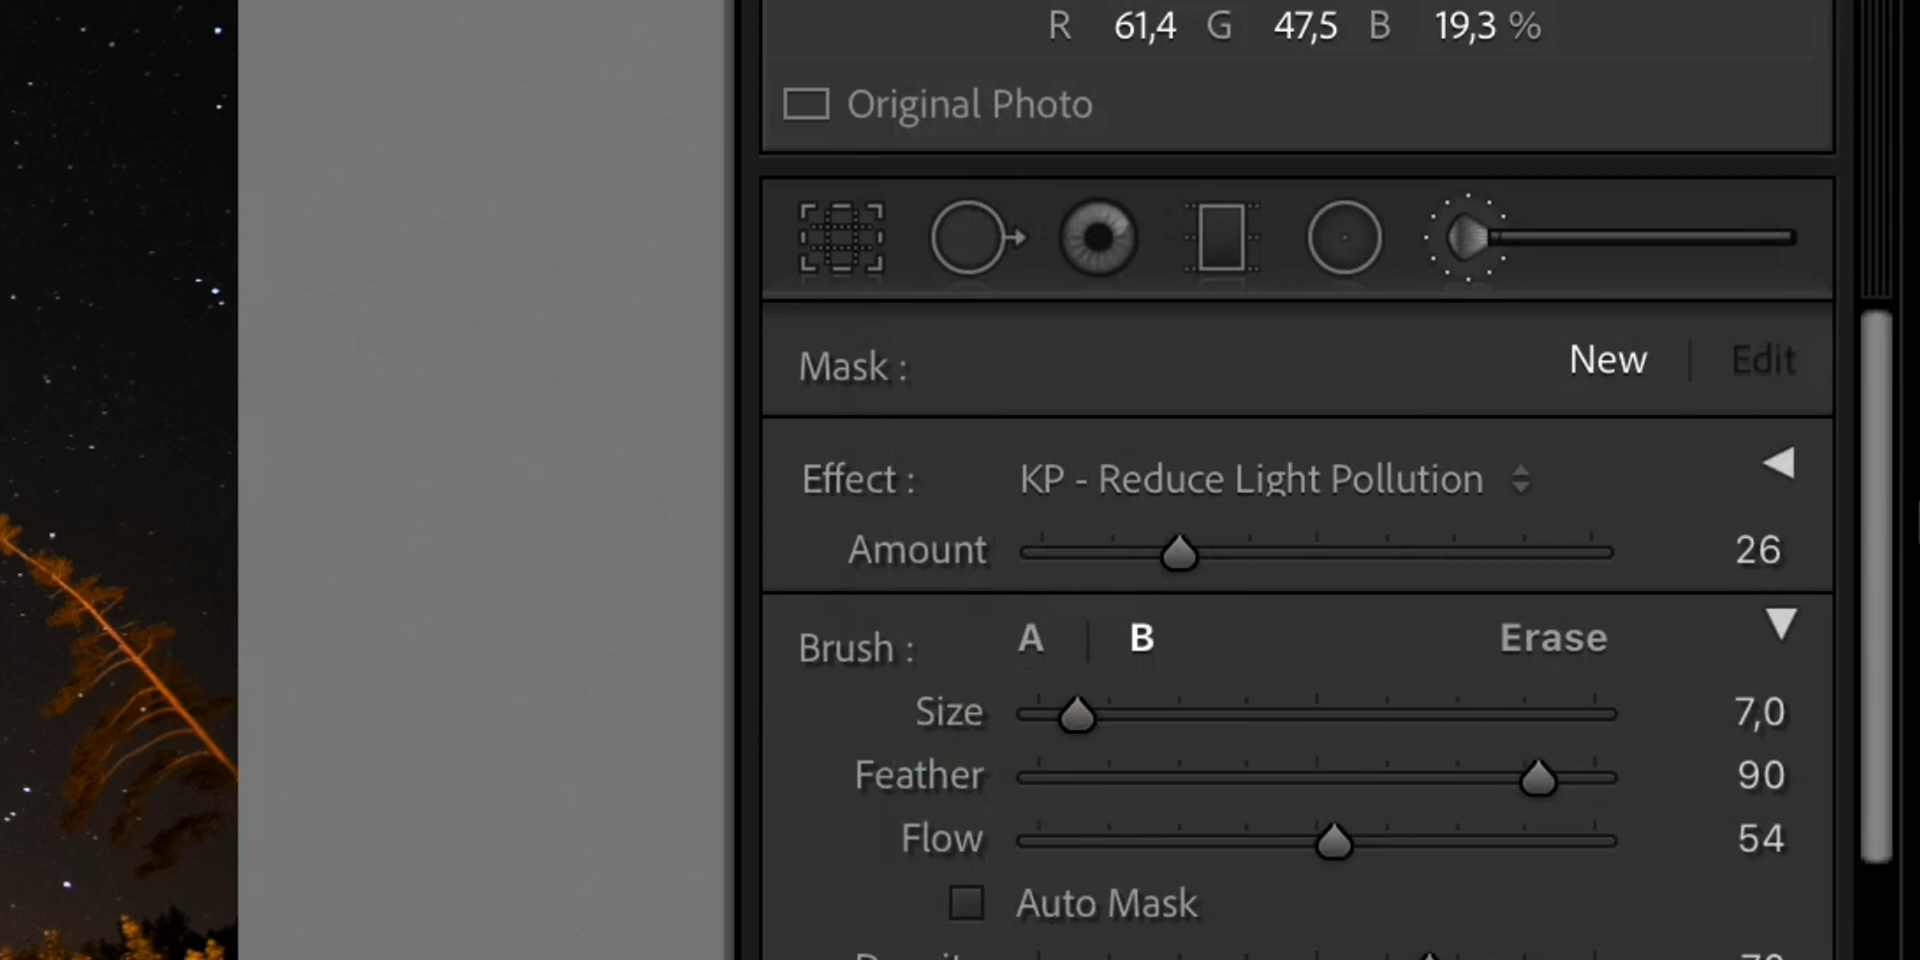 R 61,4 G 47,5 B 19,3 %
Original Photo
Mask : New | Edit
Effect : KP - Reduce Light Pollution
Amount 26
Brush : A | B Erase
Size 7,0
Feather 90
Flow 54
Auto Mask